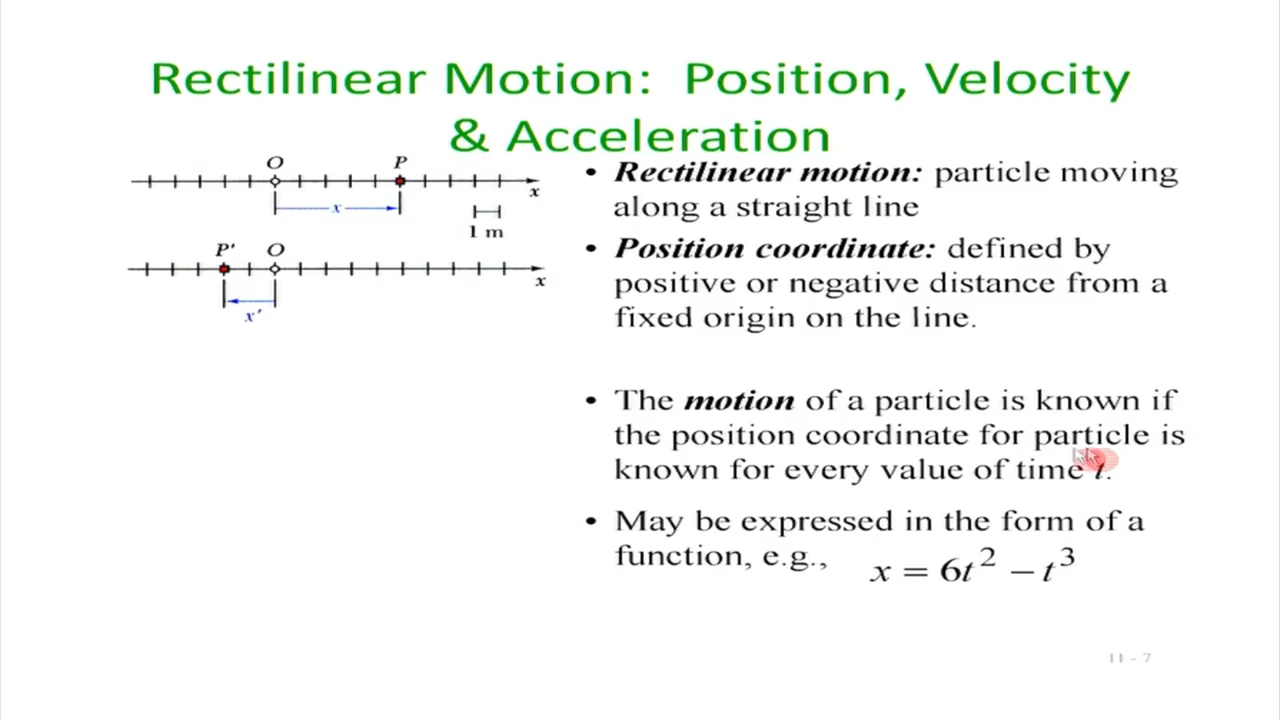 Rectilinear Motion: Position, Velocity
& Acceleration
O P
x
x
1 m
P' O
x
x'
• Rectilinear motion: particle moving
along a straight line
• Position coordinate: defined by
positive or negative distance from a
fixed origin on the line.
• The motion of a particle is known if
the position coordinate for particle is
known for every value of time t.
• May be expressed in the form of a
function, e.g., x = 6t² − t³
11 - 7